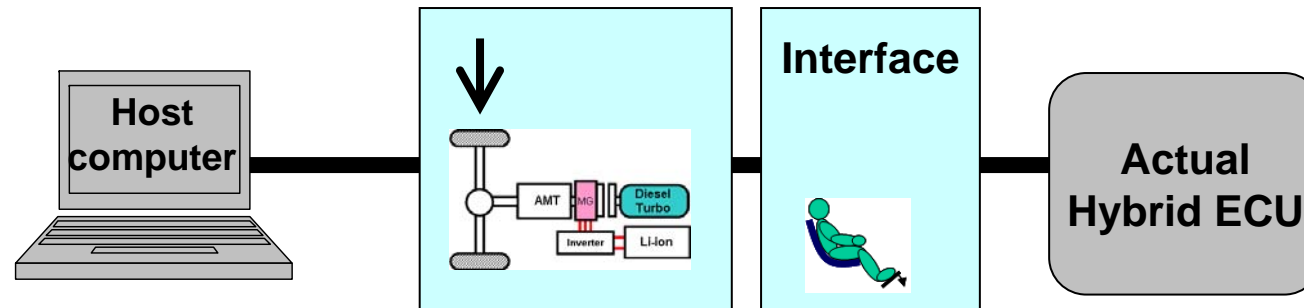 Host
computer
AMT
MG
Diesel
Turbo
Inverter
Li-ion
Interface
Actual
Hybrid ECU